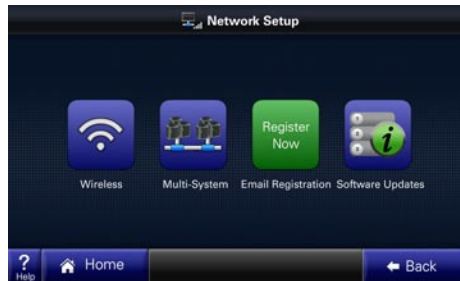 Network Setup
Register
Now
Wireless
Multi-System
Email Registration
Software Updates
?
Help
Home
Back